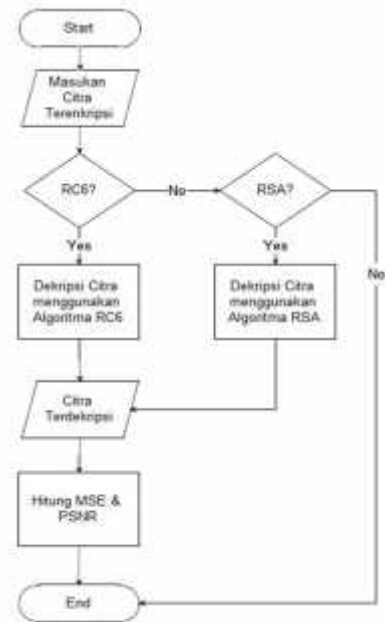 Start
Masukan
Citra
Terenkripsi
RC6?
No
RSA?
Yes
Yes
No
Dekripsi Citra
menggunakan
Algoritma RC6
Dekripsi Citra
menggunakan
Algoritma RSA
Citra
Terdekripsi
Hitung MSE &
PSNR
End